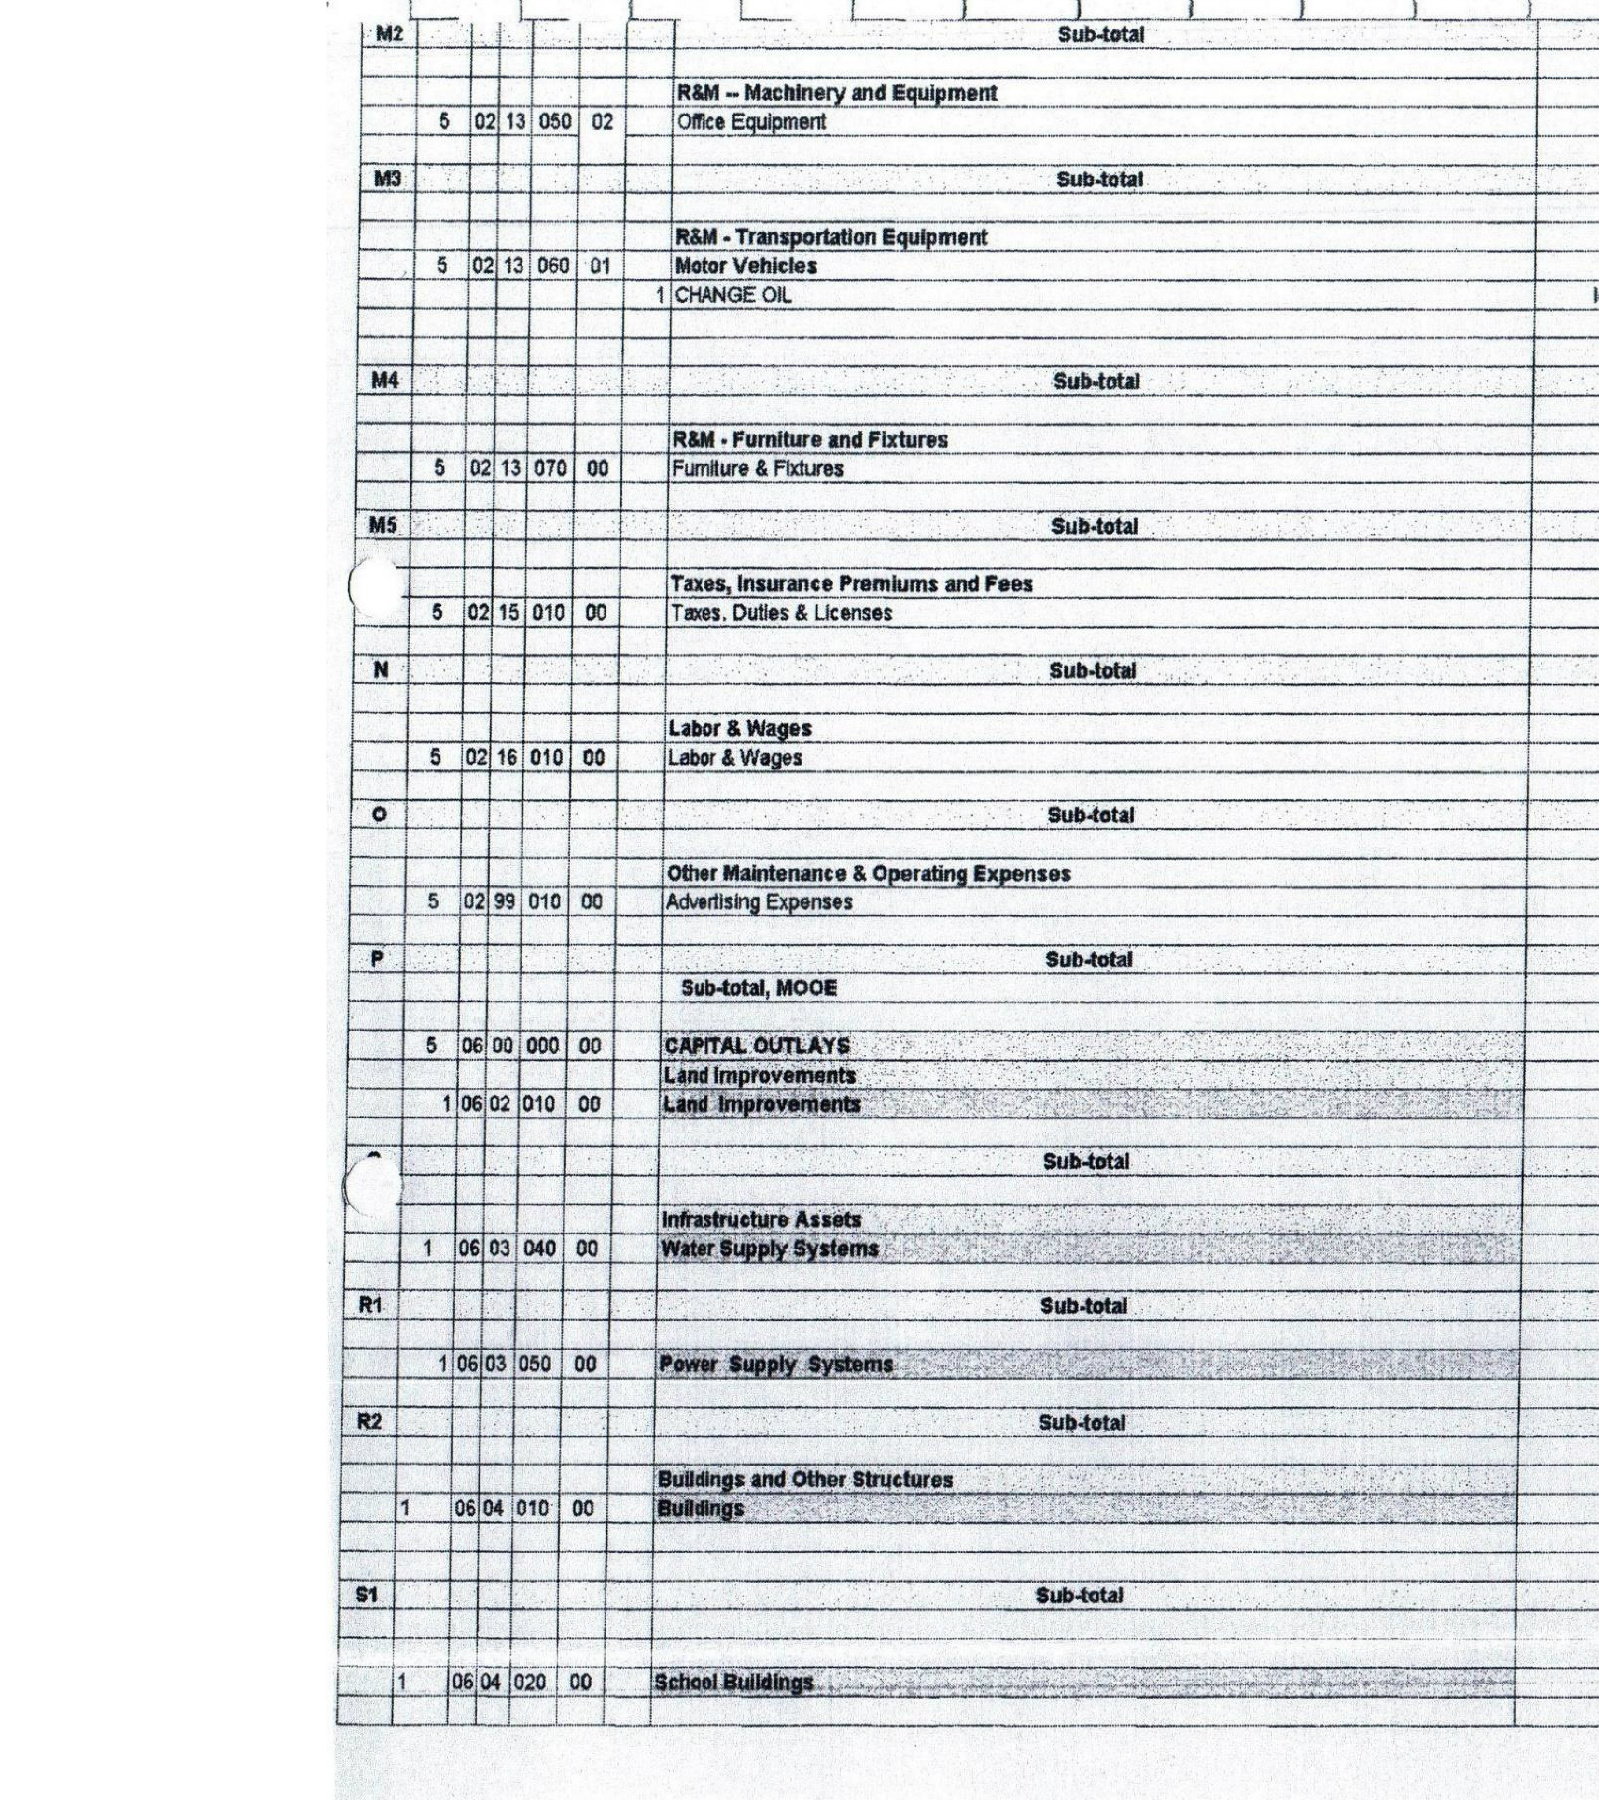 M2 Sub-total
R&M -- Machinery and Equipment
5 02 13 050 02 Office Equipment
M3 Sub-total
R&M - Transportation Equipment
5 02 13 060 01 Motor Vehicles
1 CHANGE OIL
M4 Sub-total
R&M - Furniture and Fixtures
5 02 13 070 00 Furniture & Fixtures
M5 Sub-total
Taxes, Insurance Premiums and Fees
5 02 15 010 00 Taxes, Duties & Licenses
N Sub-total
Labor & Wages
5 02 16 010 00 Labor & Wages
O Sub-total
Other Maintenance & Operating Expenses
5 02 99 010 00 Advertising Expenses
P Sub-total
Sub-total, MOOE
5 06 00 000 00 CAPITAL OUTLAYS
Land Improvements
1 06 02 010 00 Land Improvements
Sub-total
Infrastructure Assets
1 06 03 040 00 Water Supply Systems
R1 Sub-total
1 06 03 050 00 Power Supply Systems
R2 Sub-total
Buildings and Other Structures
1 06 04 010 00 Buildings
S1 Sub-total
1 06 04 020 00 School Buildings